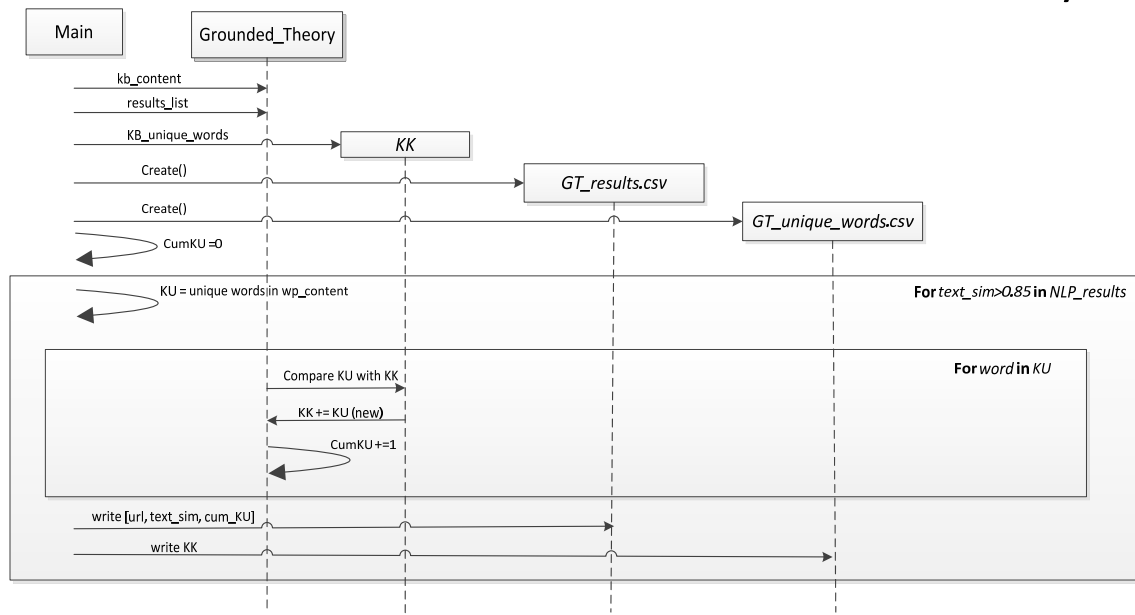 Main
Grounded_Theory
kb_content
results_list
KB_unique_words
KK
Create()
GT_results.csv
Create()
GT_unique_words.csv
CumKU =0
KU = unique words in wp_content
For text_sim>0.85 in NLP_results
For word in KU
Compare KU with KK
KK += KU (new)
CumKU +=1
write [url, text_sim, cum_KU]
write KK